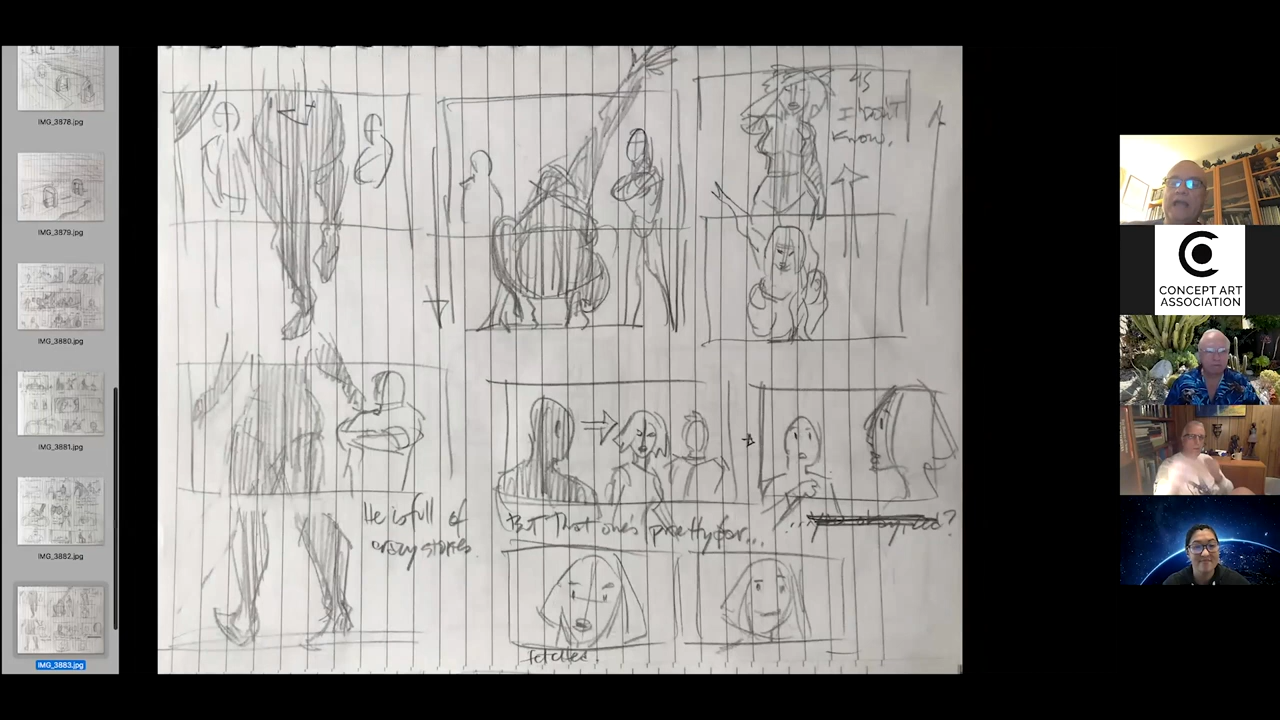 IMG_3878.jpg
IMG_3879.jpg
IMG_3880.jpg
IMG_3881.jpg
IMG_3882.jpg
IMG_3883.jpg
I DON'T
KNOW.
He is full of
crazy stories.
But That one's pretty far...
...
?
fetched.
CONCEPT ART
ASSOCIATION